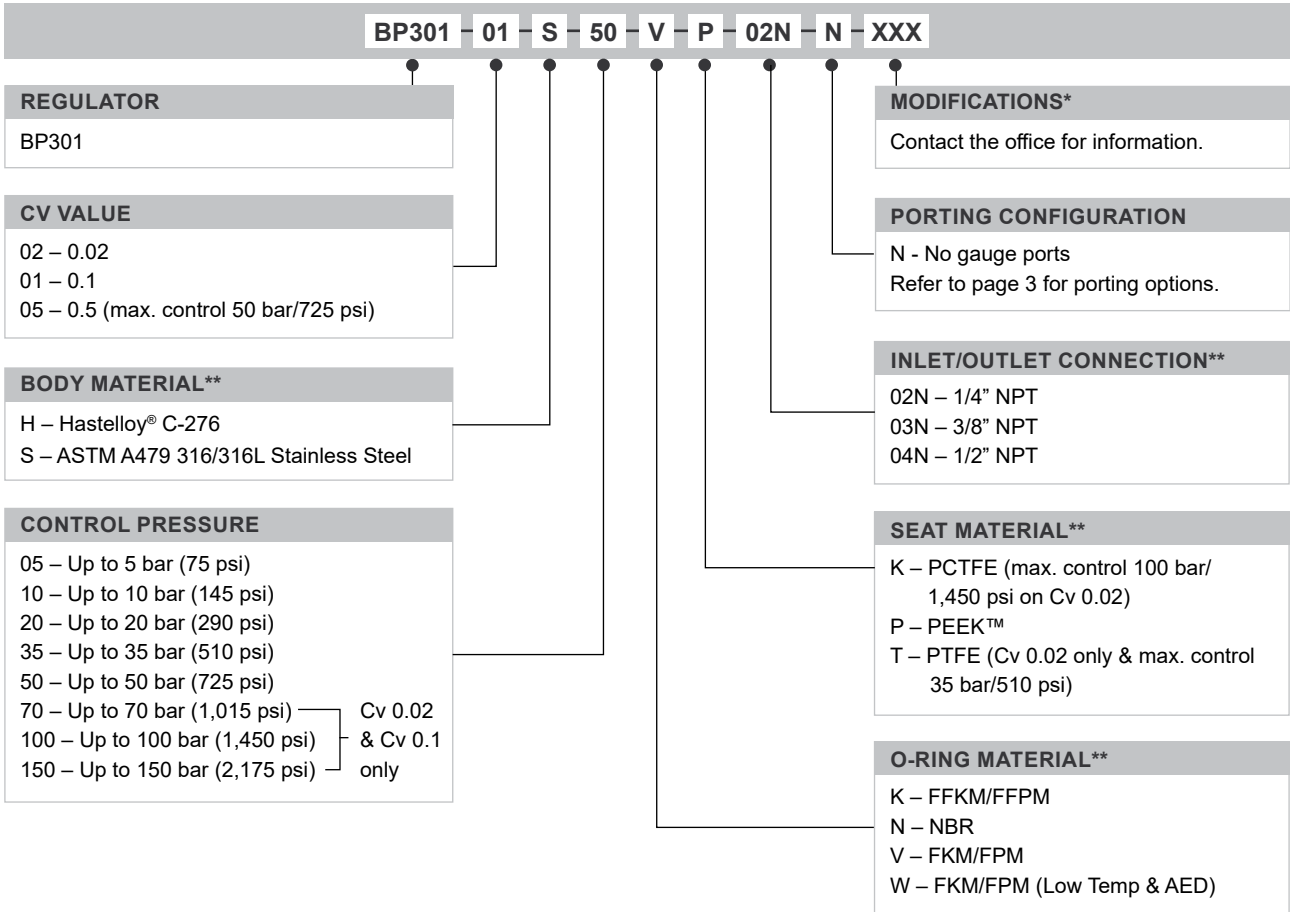 BP301 01 S 50 V P 02N N XXX
REGULATOR
BP301
CV VALUE
02 – 0.02
01 – 0.1
05 – 0.5 (max. control 50 bar/725 psi)
BODY MATERIAL**
H – Hastelloy® C-276
S – ASTM A479 316/316L Stainless Steel
CONTROL PRESSURE
05 – Up to 5 bar (75 psi)
10 – Up to 10 bar (145 psi)
20 – Up to 20 bar (290 psi)
35 – Up to 35 bar (510 psi)
50 – Up to 50 bar (725 psi)
70 – Up to 70 bar (1,015 psi)
100 – Up to 100 bar (1,450 psi)
150 – Up to 150 bar (2,175 psi)
Cv 0.02
& Cv 0.1
only
MODIFICATIONS*
Contact the office for information.
PORTING CONFIGURATION
N - No gauge ports
Refer to page 3 for porting options.
INLET/OUTLET CONNECTION**
02N – 1/4” NPT
03N – 3/8” NPT
04N – 1/2” NPT
SEAT MATERIAL**
K – PCTFE (max. control 100 bar/
1,450 psi on Cv 0.02)
P – PEEK™
T – PTFE (Cv 0.02 only & max. control
35 bar/510 psi)
O-RING MATERIAL**
K – FFKM/FFPM
N – NBR
V – FKM/FPM
W – FKM/FPM (Low Temp & AED)